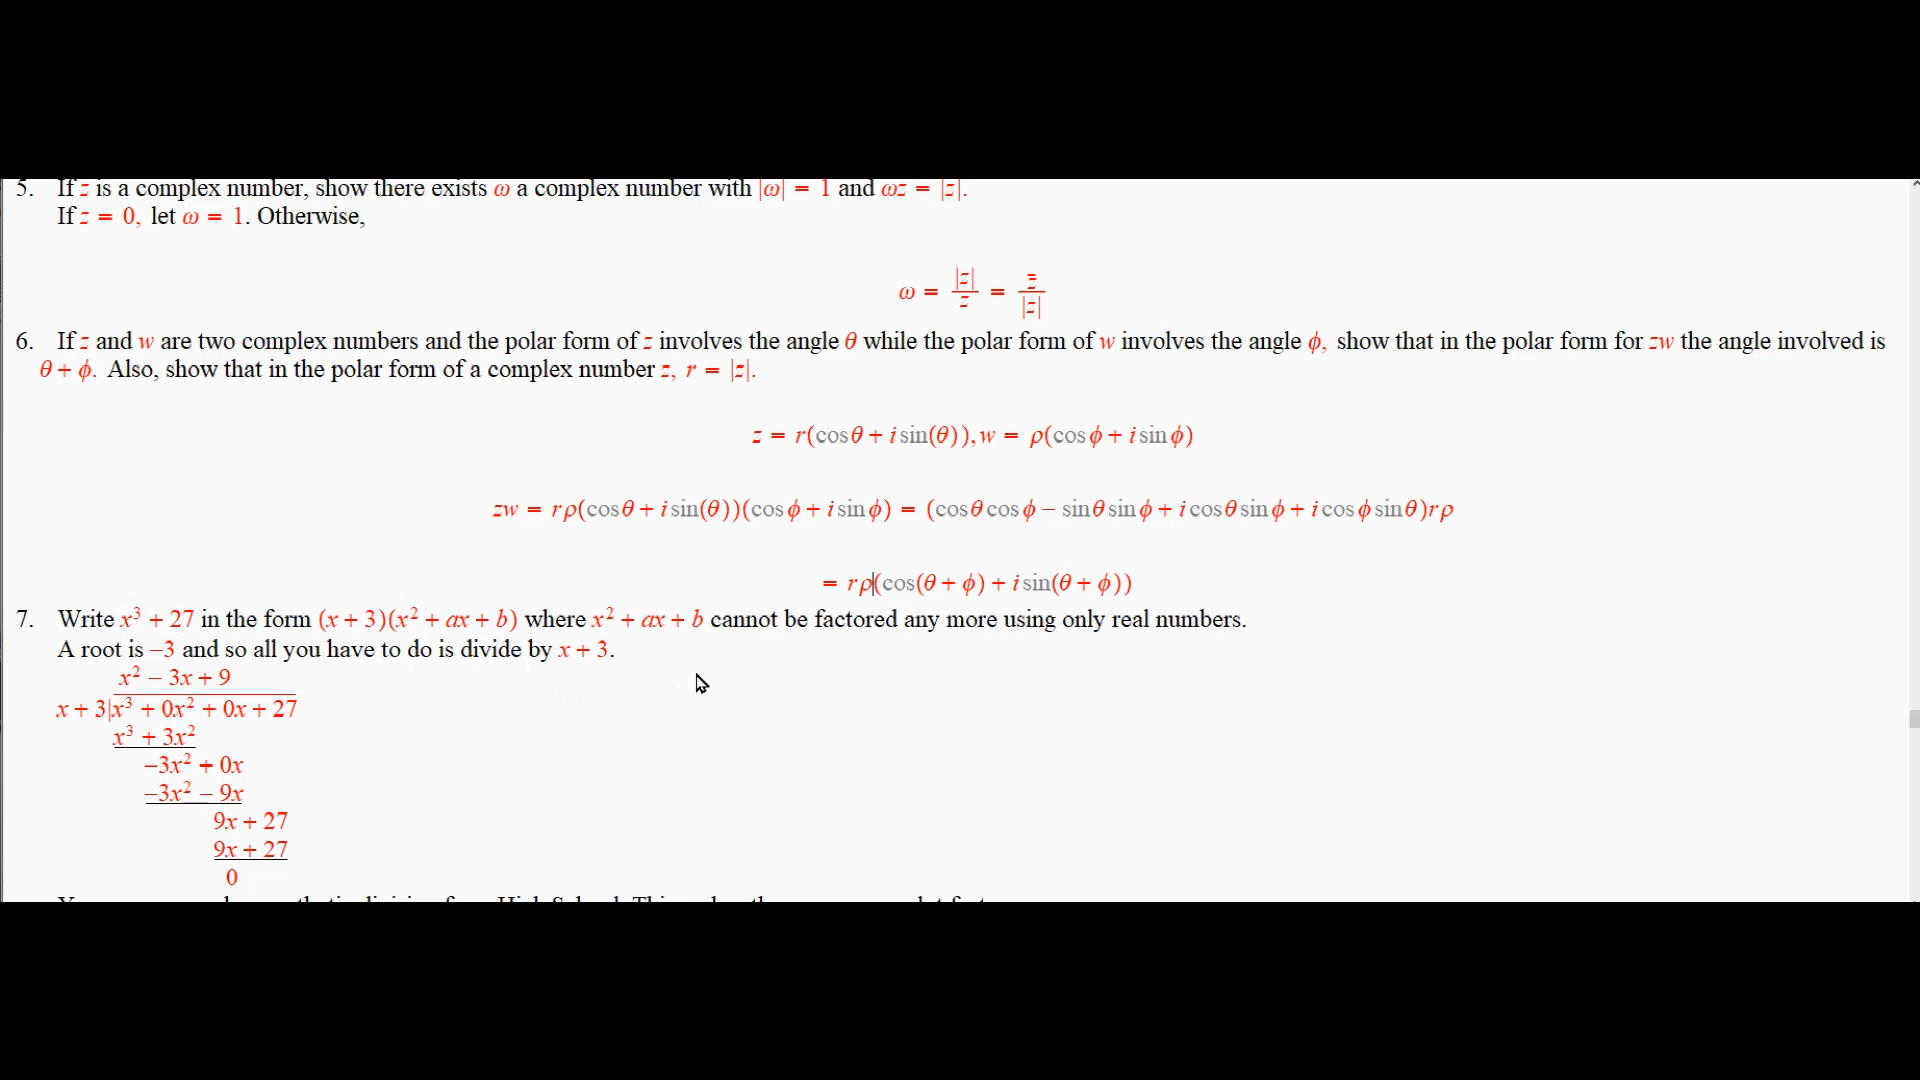 5. If z is a complex number, show there exists ω a complex number with |ω| = 1 and ωz = |z|.
If z = 0, let ω = 1. Otherwise,
ω = |z|/z = z̄/|z|
6. If z and w are two complex numbers and the polar form of z involves the angle θ while the polar form of w involves the angle ϕ, show that in the polar form for zw the angle involved is
θ + ϕ. Also, show that in the polar form of a complex number z, r = |z|.
z = r(cosθ + i sin(θ)), w = ρ(cosϕ + i sinϕ)
zw = rρ(cosθ + i sin(θ))(cosϕ + i sinϕ) = (cosθ cosϕ − sinθ sinϕ + i cosθ sinϕ + i cosϕ sinθ)rρ
= rρ(cos(θ + ϕ) + i sin(θ + ϕ))
7. Write x³ + 27 in the form (x + 3)(x² + ax + b) where x² + ax + b cannot be factored any more using only real numbers.
A root is −3 and so all you have to do is divide by x + 3.
x² − 3x + 9
x + 3|x³ + 0x² + 0x + 27
x³ + 3x²
−3x² + 0x
−3x² − 9x
9x + 27
9x + 27
0